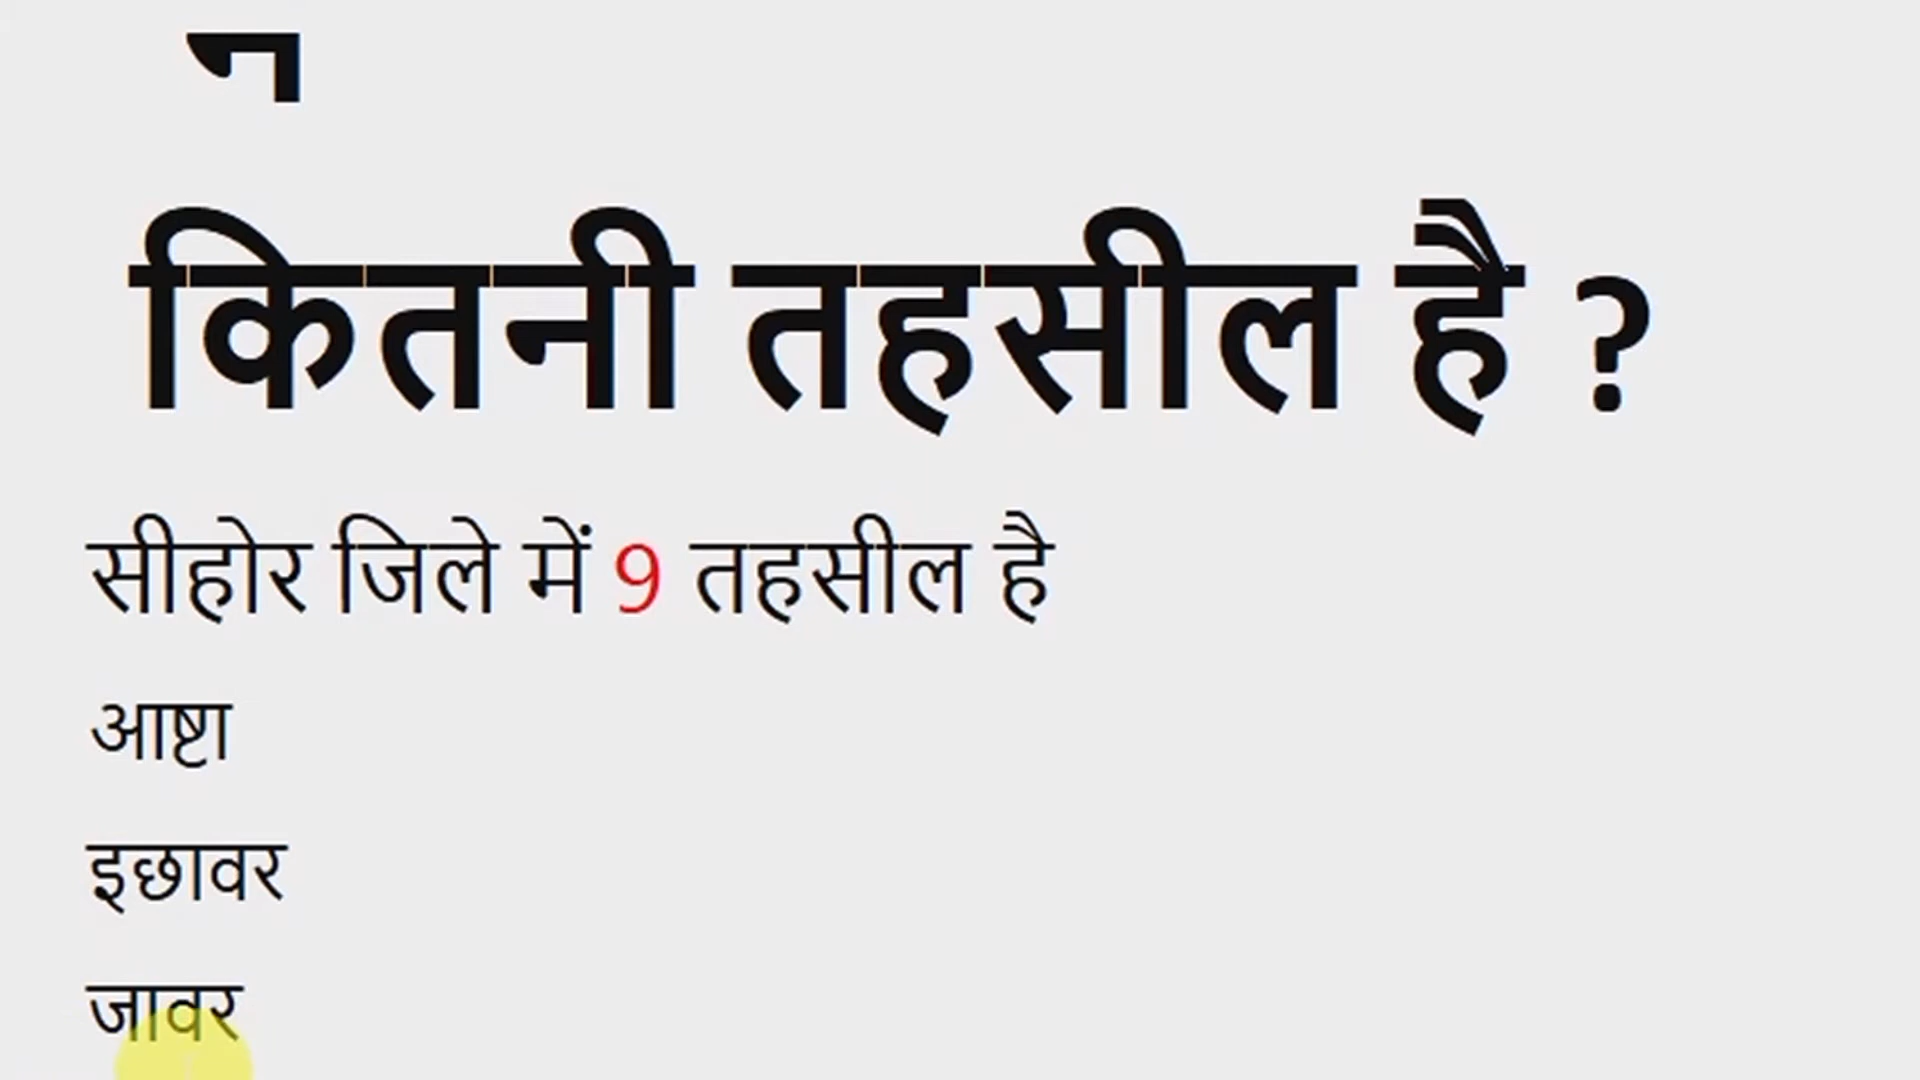 कितनी तहसील है ?
सीहोर जिले में 9 तहसील है
आष्टा
इछावर
जावर